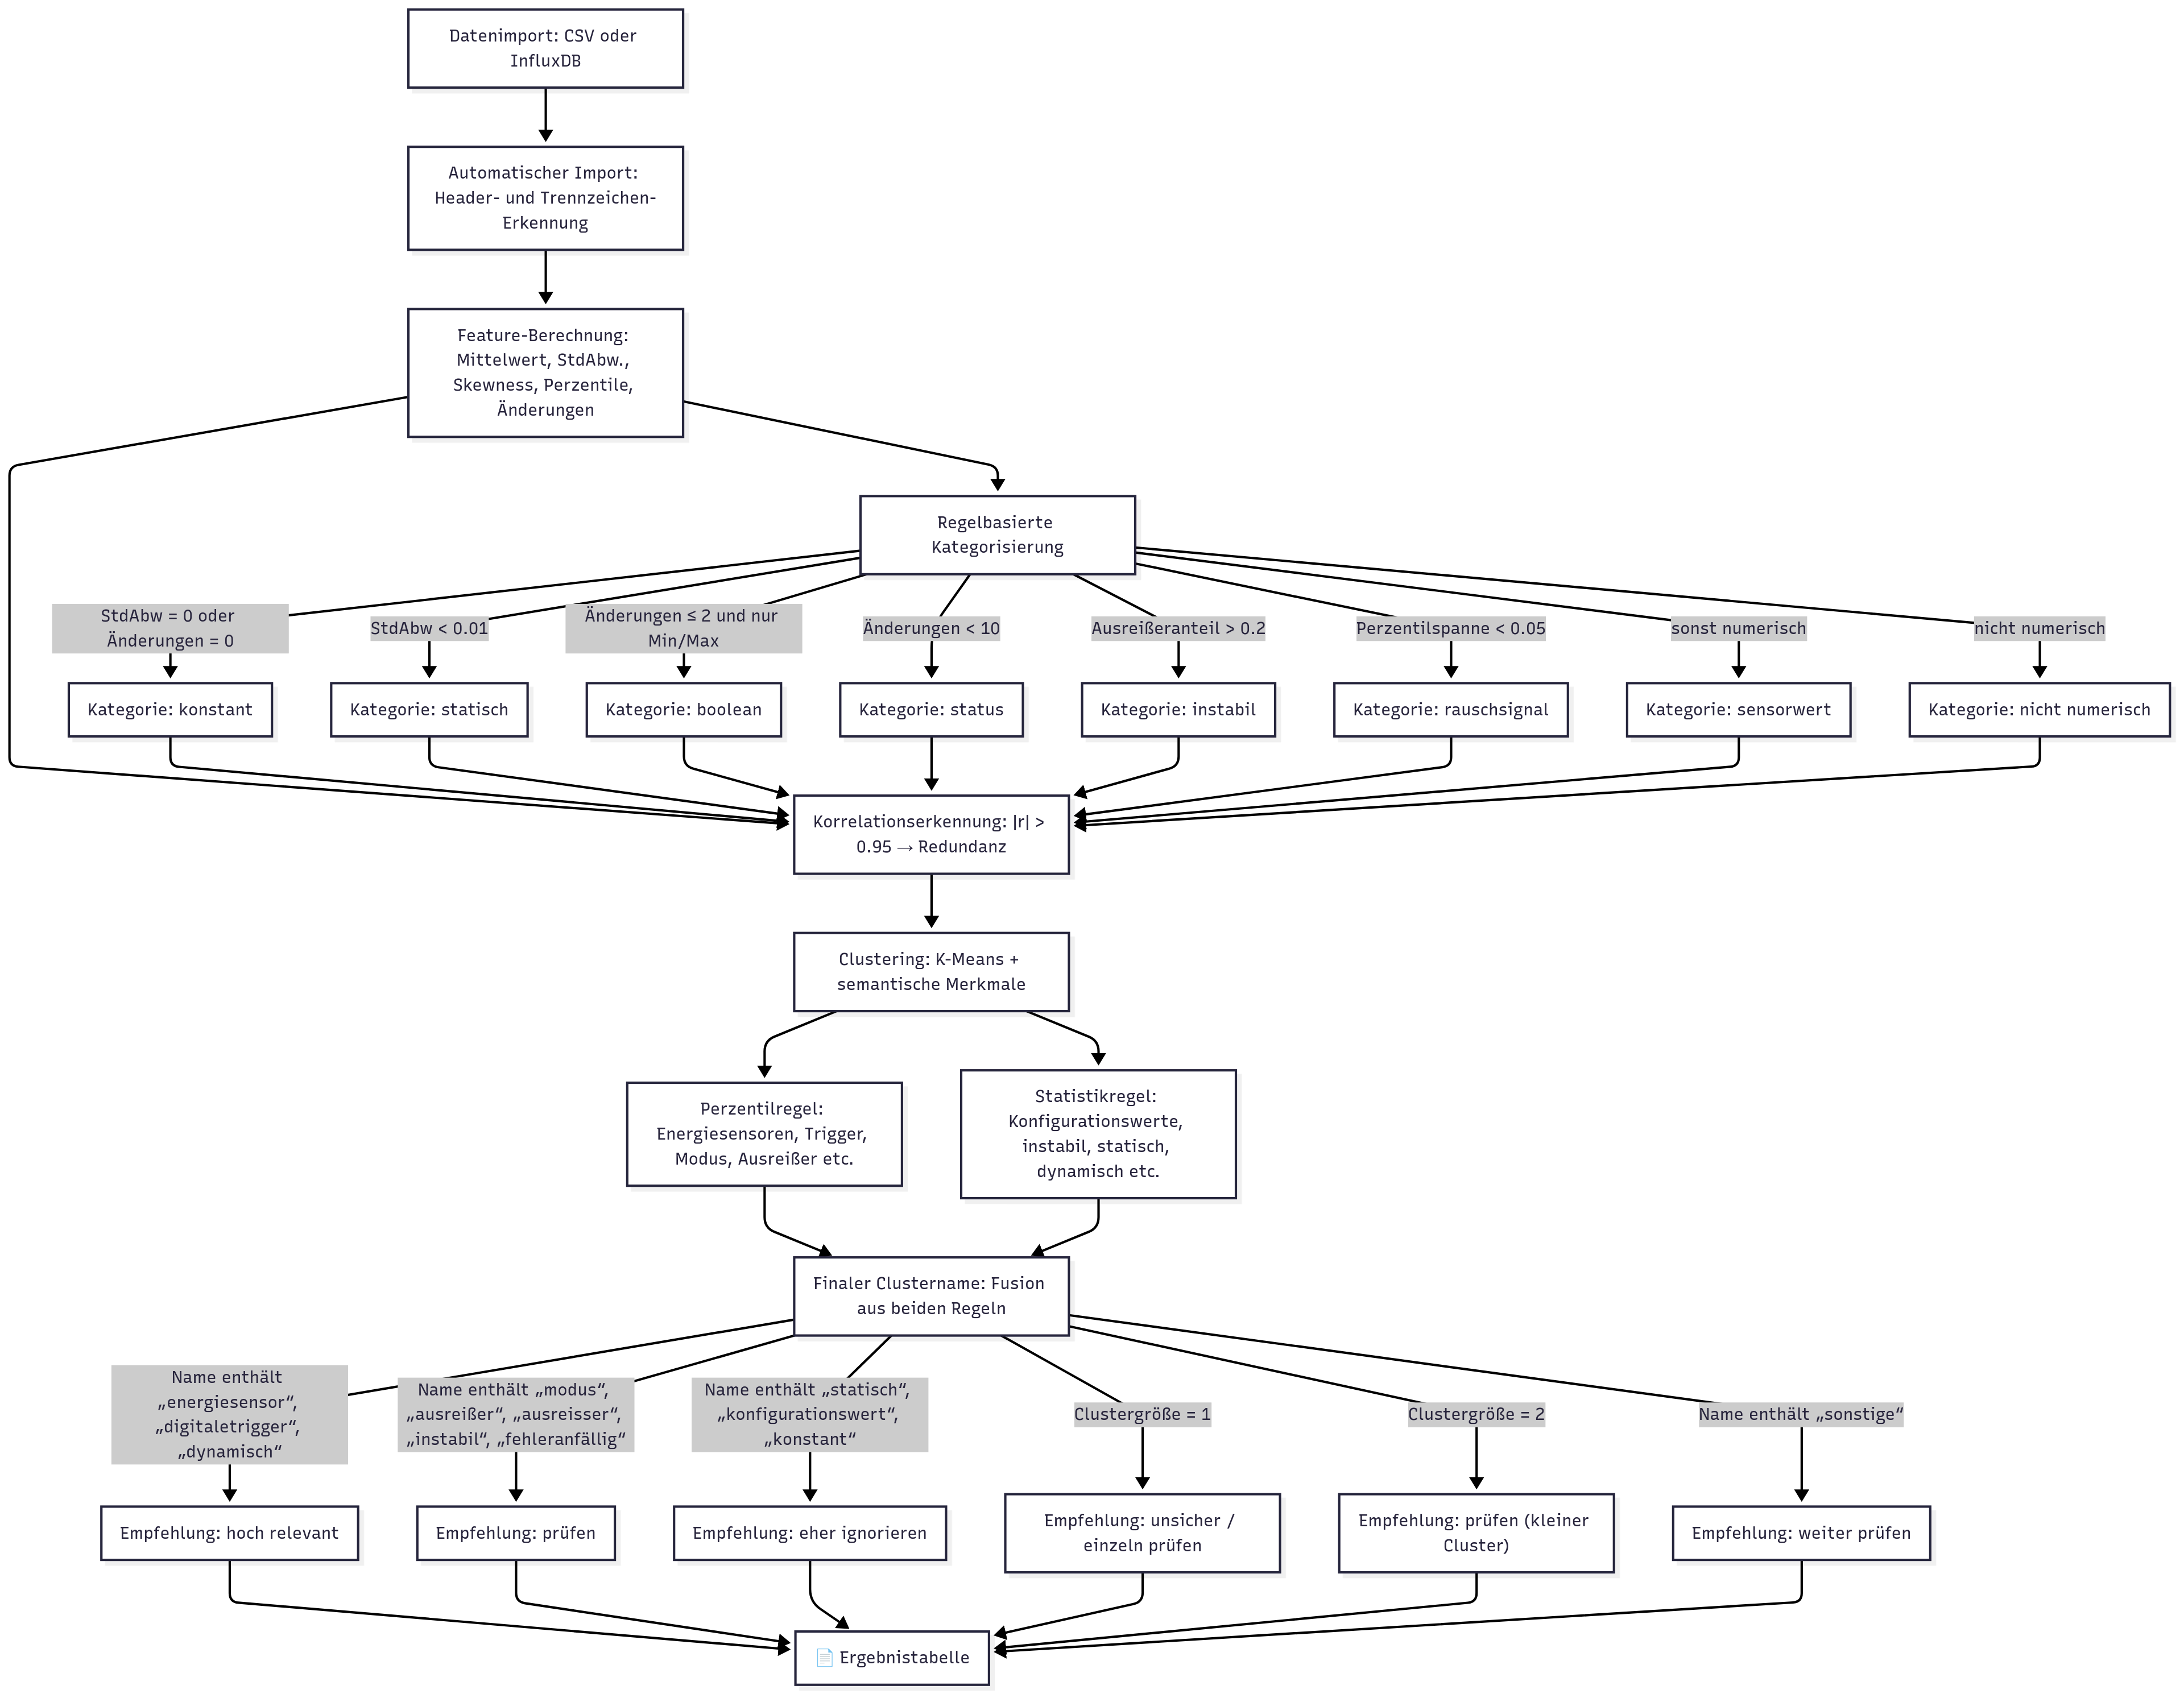 Datenimport: CSV oder
InfluxDB
Automatischer Import:
Header- und Trennzeichen-
Erkennung
Feature-Berechnung:
Mittelwert, StdAbw.,
Skewness, Perzentile,
Änderungen
Regelbasierte
Kategorisierung
StdAbw = 0 oder
Änderungen = 0
StdAbw < 0.01
Änderungen ≤ 2 und nur
Min/Max
Änderungen < 10
Ausreißeranteil > 0.2
Perzentilspanne < 0.05
sonst numerisch
nicht numerisch
Kategorie: konstant
Kategorie: statisch
Kategorie: boolean
Kategorie: status
Kategorie: instabil
Kategorie: rauschsignal
Kategorie: sensorwert
Kategorie: nicht numerisch
Korrelationserkennung: |r| >
0.95 → Redundanz
Clustering: K-Means +
semantische Merkmale
Perzentilregel:
Energiesensoren, Trigger,
Modus, Ausreißer etc.
Statistikregel:
Konfigurationswerte,
instabil, statisch,
dynamisch etc.
Finaler Clustername: Fusion
aus beiden Regeln
Name enthält
„energiesensor“,
„digitaletrigger“,
„dynamisch“
Name enthält „modus“,
„ausreißer“, „ausreisser“,
„instabil“, „fehleranfällig“
Name enthält „statisch“,
„konfigurationswert“,
„konstant“
Clustergröße = 1
Clustergröße = 2
Name enthält „sonstige“
Empfehlung: hoch relevant
Empfehlung: prüfen
Empfehlung: eher ignorieren
Empfehlung: unsicher /
einzeln prüfen
Empfehlung: prüfen (kleiner
Cluster)
Empfehlung: weiter prüfen
📄 Ergebnistabelle